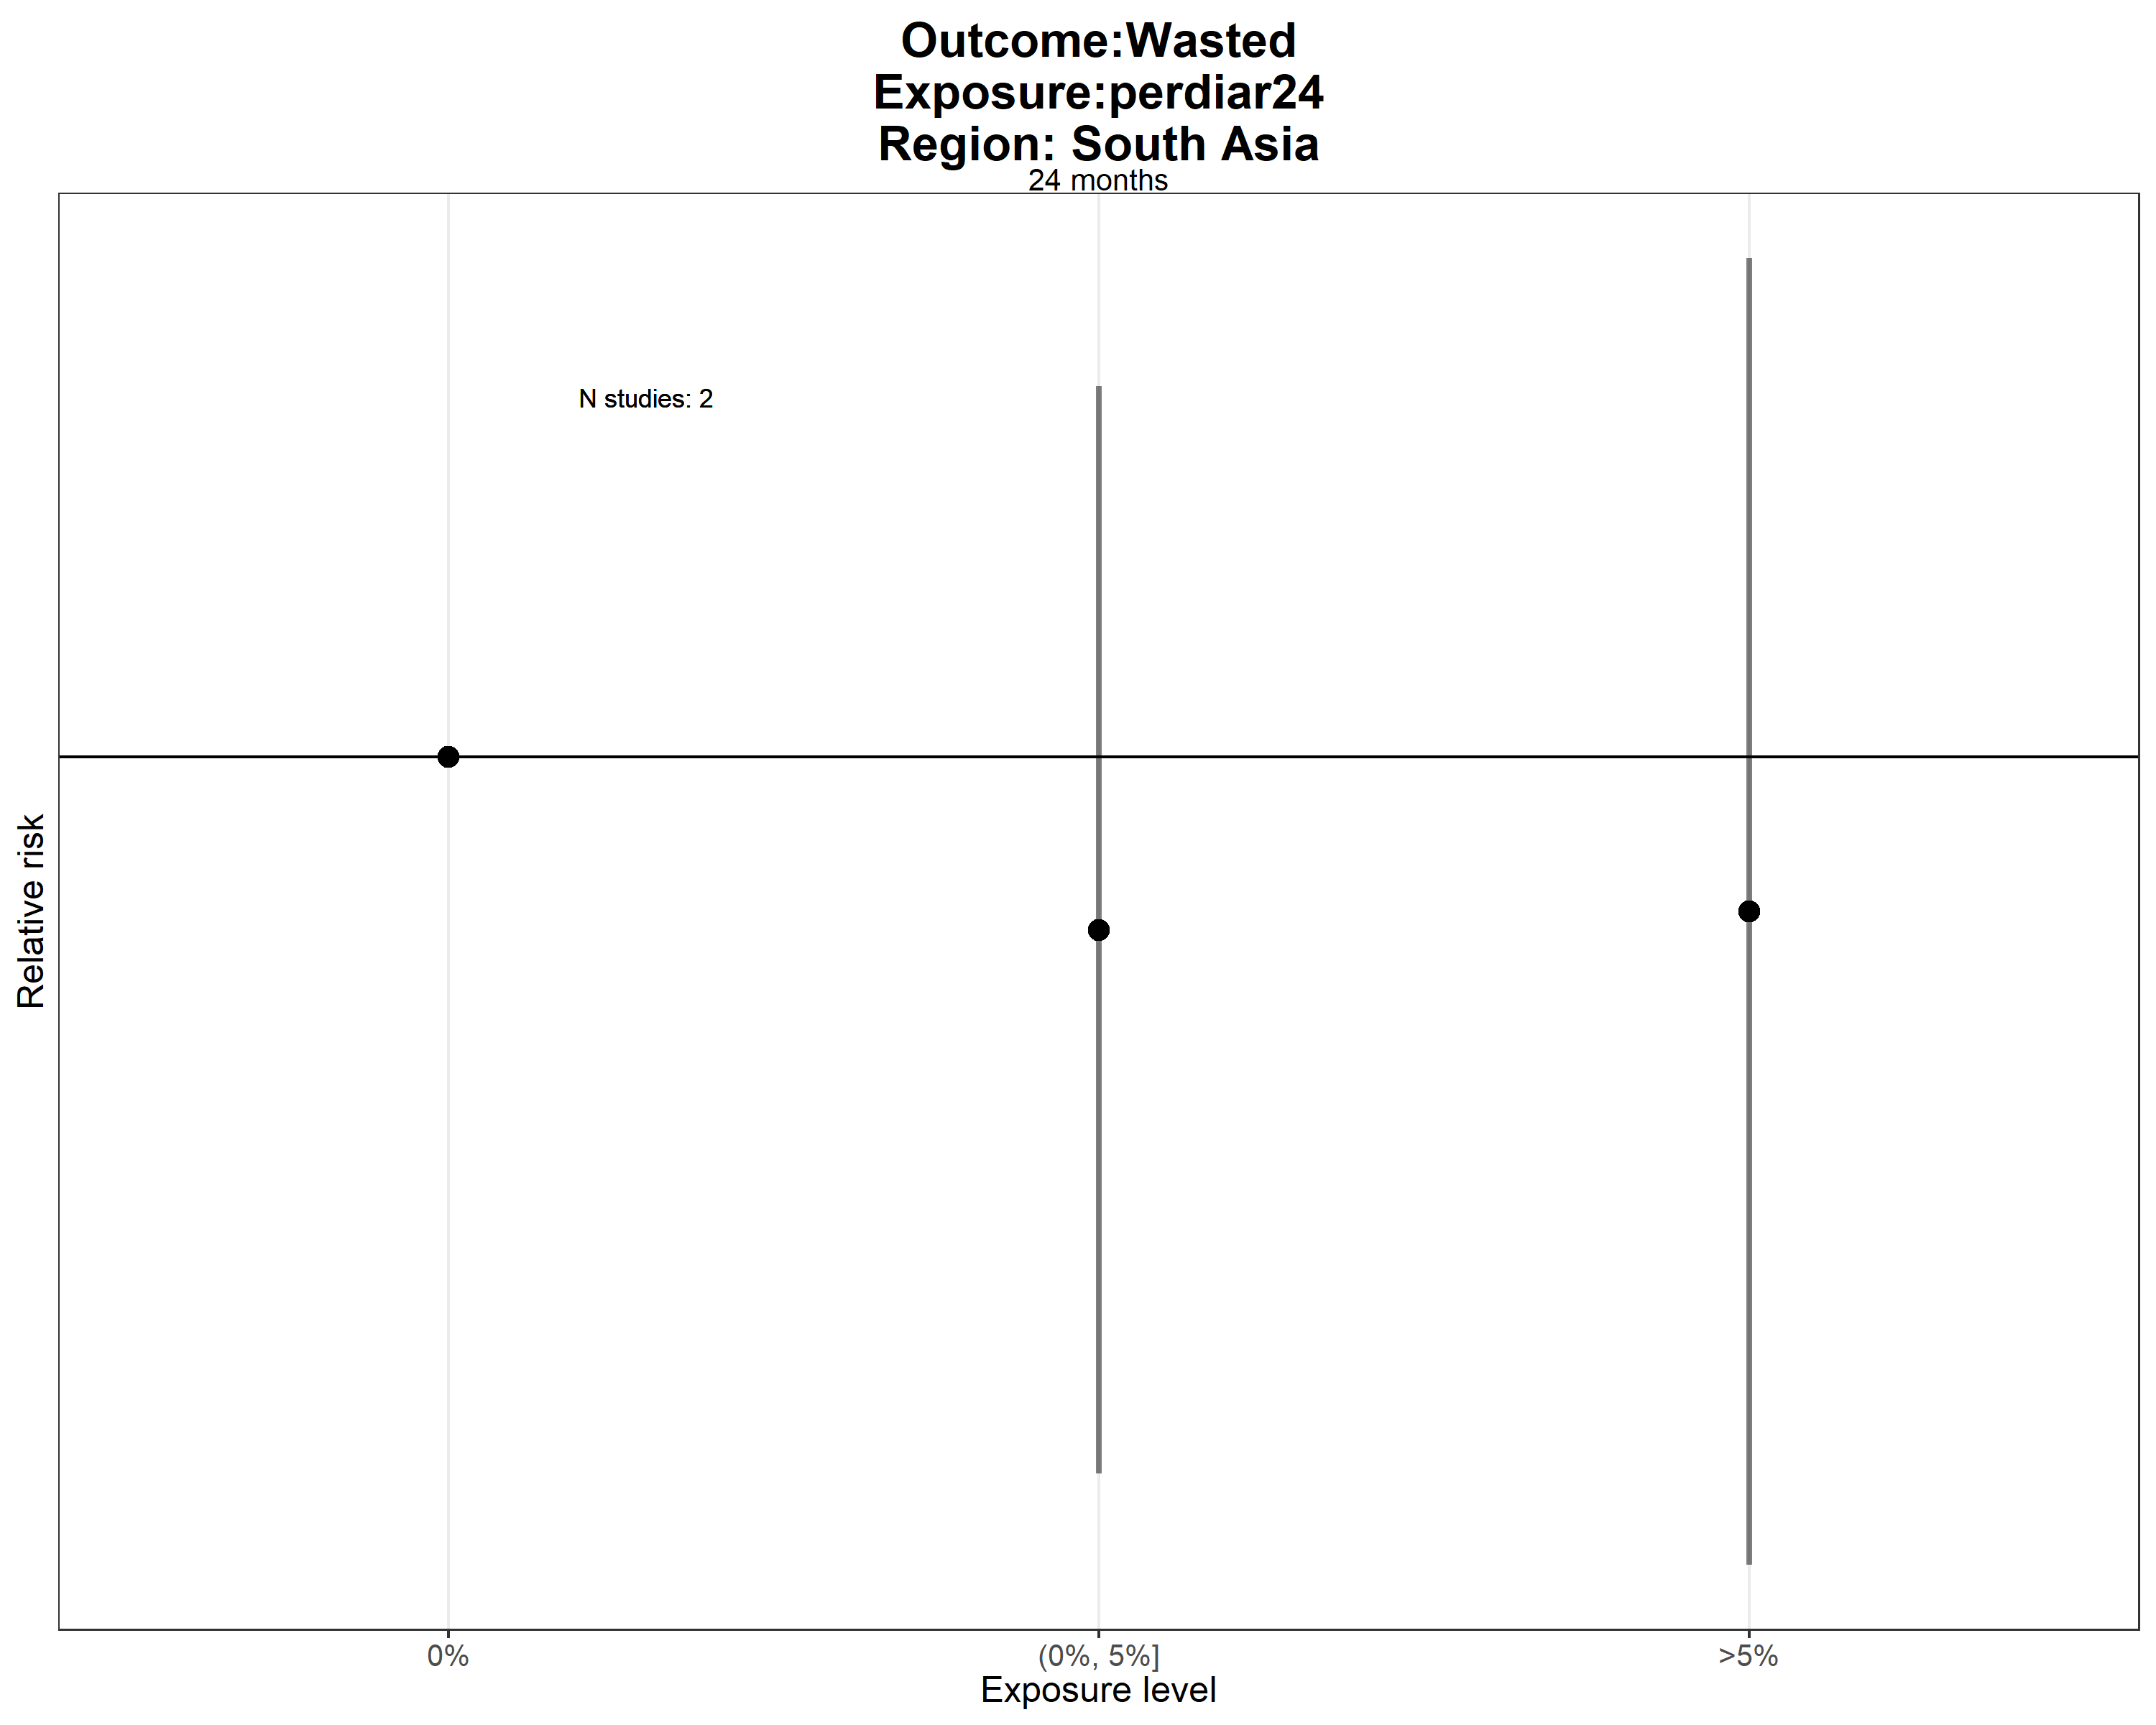 Outcome:Wasted
Exposure:perdiar24
Region: South Asia
24 months
N studies: 2
Relative risk
0%
(0%, 5%]
>5%
Exposure level